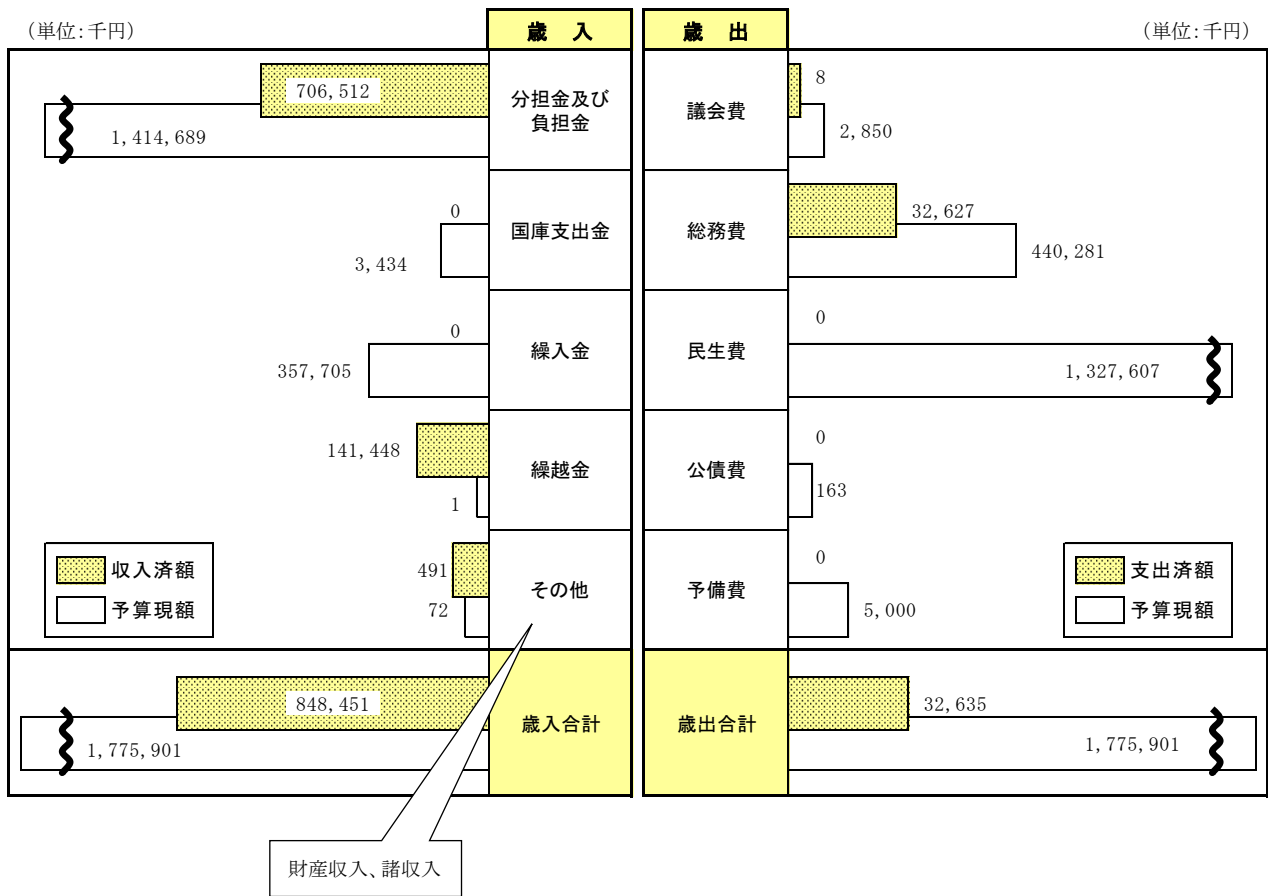 （単位：千円）
歳　入
706,512
1,414,689
分担金及び
負担金
0
3,434
国庫支出金
0
357,705
繰入金
141,448
1
繰越金
491
72
その他
収入済額
予算現額
848,451
1,775,901
歳入合計
財産収入、諸収入
歳　出
（単位：千円）
議会費
8
2,850
総務費
32,627
440,281
民生費
0
1,327,607
公債費
0
163
予備費
0
5,000
支出済額
予算現額
歳出合計
32,635
1,775,901